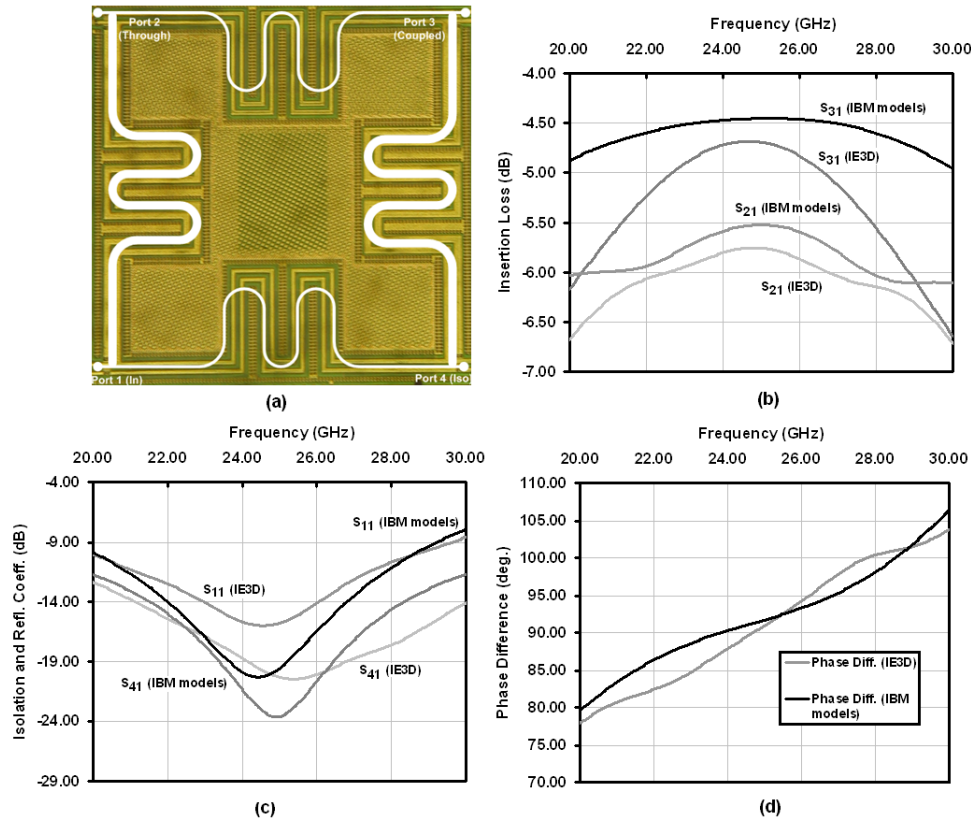 Port 2
(Through)
Port 3
(Coupled)
Port 1 (In)
Port 4 (Iso)
(a)
Frequency (GHz)
20.00 22.00 24.00 26.00 28.00 30.00
Insertion Loss (dB)
-4.00
-4.50
-5.00
-5.50
-6.00
-6.50
-7.00
S31 (IBM models)
S31 (IE3D)
S21 (IBM models)
S21 (IE3D)
(b)
Frequency (GHz)
20.00 22.00 24.00 26.00 28.00 30.00
Isolation and Refl. Coeff. (dB)
-4.00
-9.00
-14.00
-19.00
-24.00
-29.00
S11 (IBM models)
S11 (IE3D)
S41 (IBM models)
S41 (IE3D)
(c)
Frequency (GHz)
20.00 22.00 24.00 26.00 28.00 30.00
Phase Difference (deg.)
110.00
105.00
100.00
95.00
90.00
85.00
80.00
75.00
70.00
Phase Diff. (IE3D)
Phase Diff. (IBM
models)
(d)